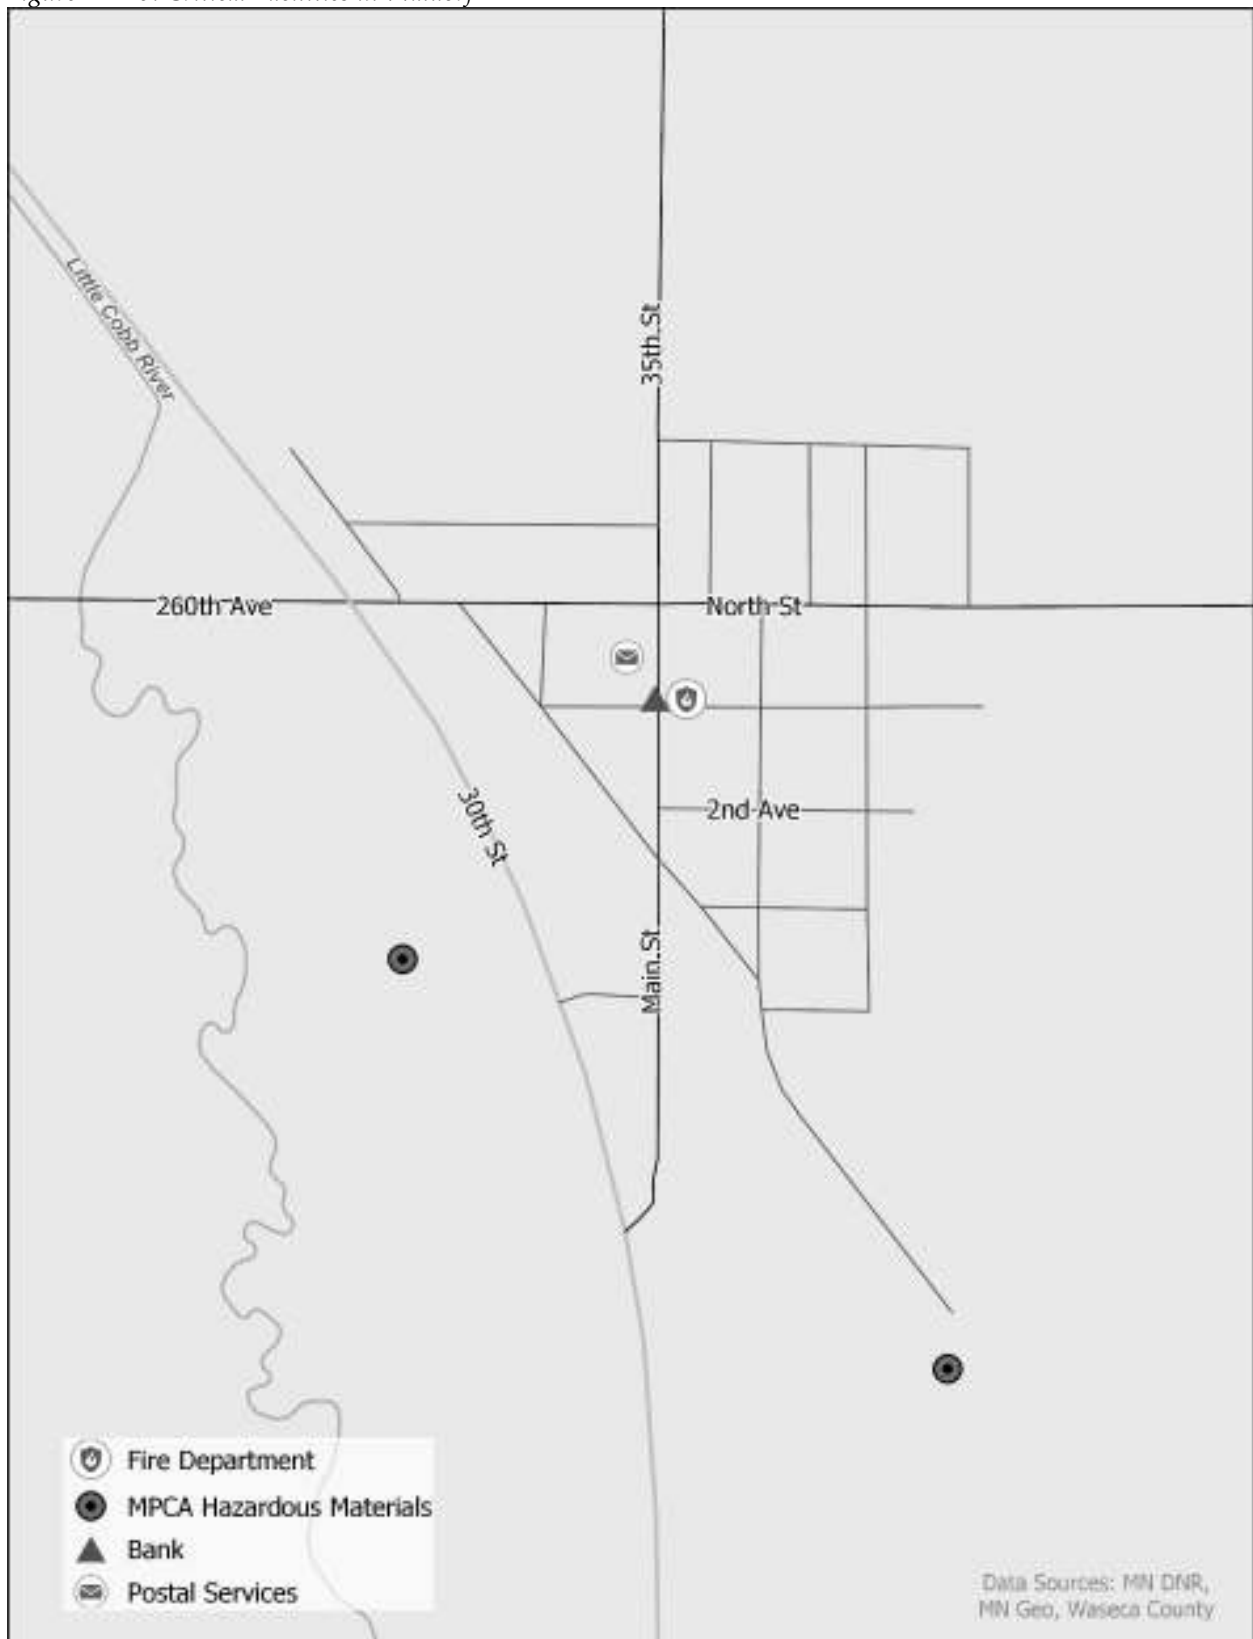 Little Cobb River
35th St
260th Ave
North St
30th St
2nd Ave
Main St
Fire Department
MPCA Hazardous Materials
Bank
Postal Services
Data Sources: MN DNR,
MN Geo, Waseca County